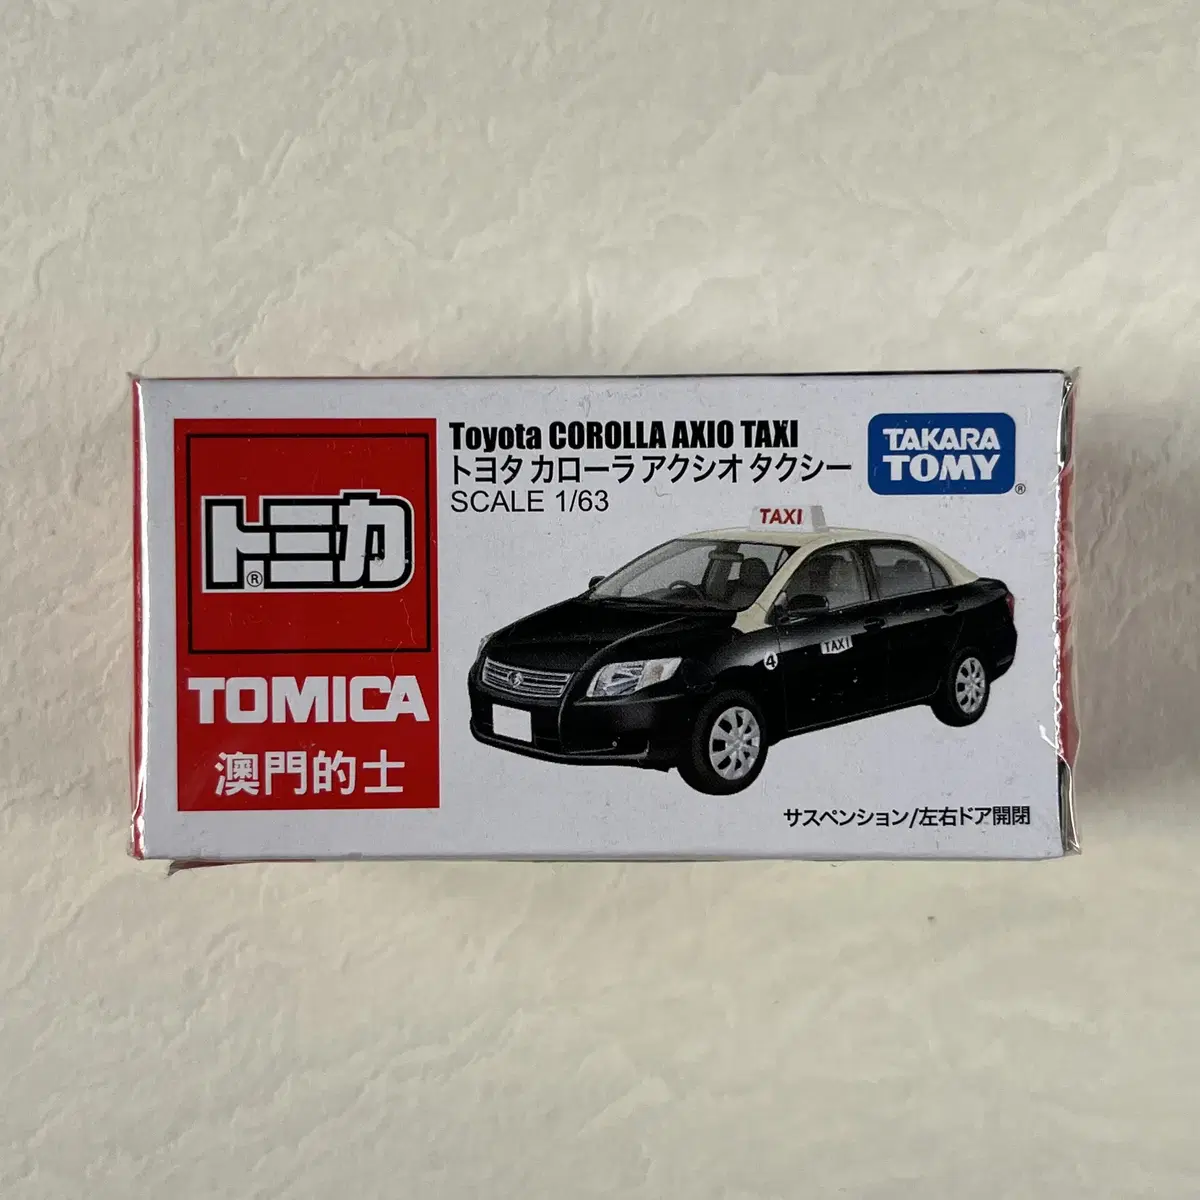 トミカ
®
TOMICA
澳門的士
Toyota COROLLA AXIO TAXI
トヨタ カローラ アクシオ タクシー
SCALE 1/63
TAKARA
TOMY
®
TAXI
TAXI
4
サスペンション/左右ドア開閉